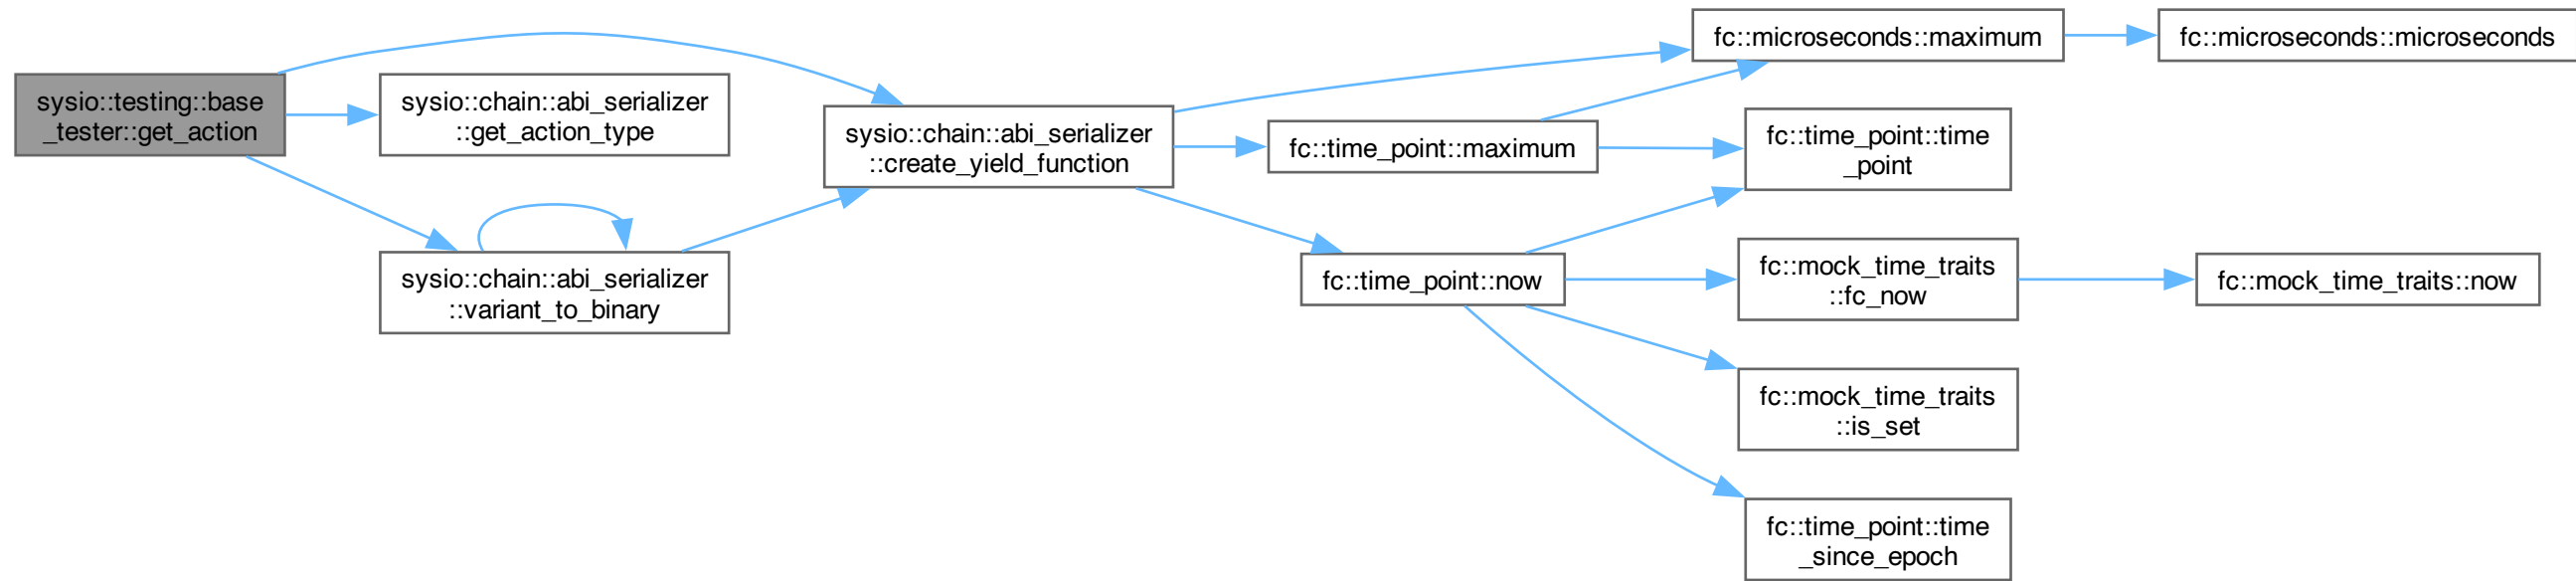 sysio::testing::base
_tester::get_action
sysio::chain::abi_serializer
::get_action_type
sysio::chain::abi_serializer
::variant_to_binary
sysio::chain::abi_serializer
::create_yield_function
fc::time_point::maximum
fc::time_point::now
fc::microseconds::maximum
fc::time_point::time
_point
fc::mock_time_traits
::fc_now
fc::mock_time_traits
::is_set
fc::time_point::time
_since_epoch
fc::microseconds::microseconds
fc::mock_time_traits::now